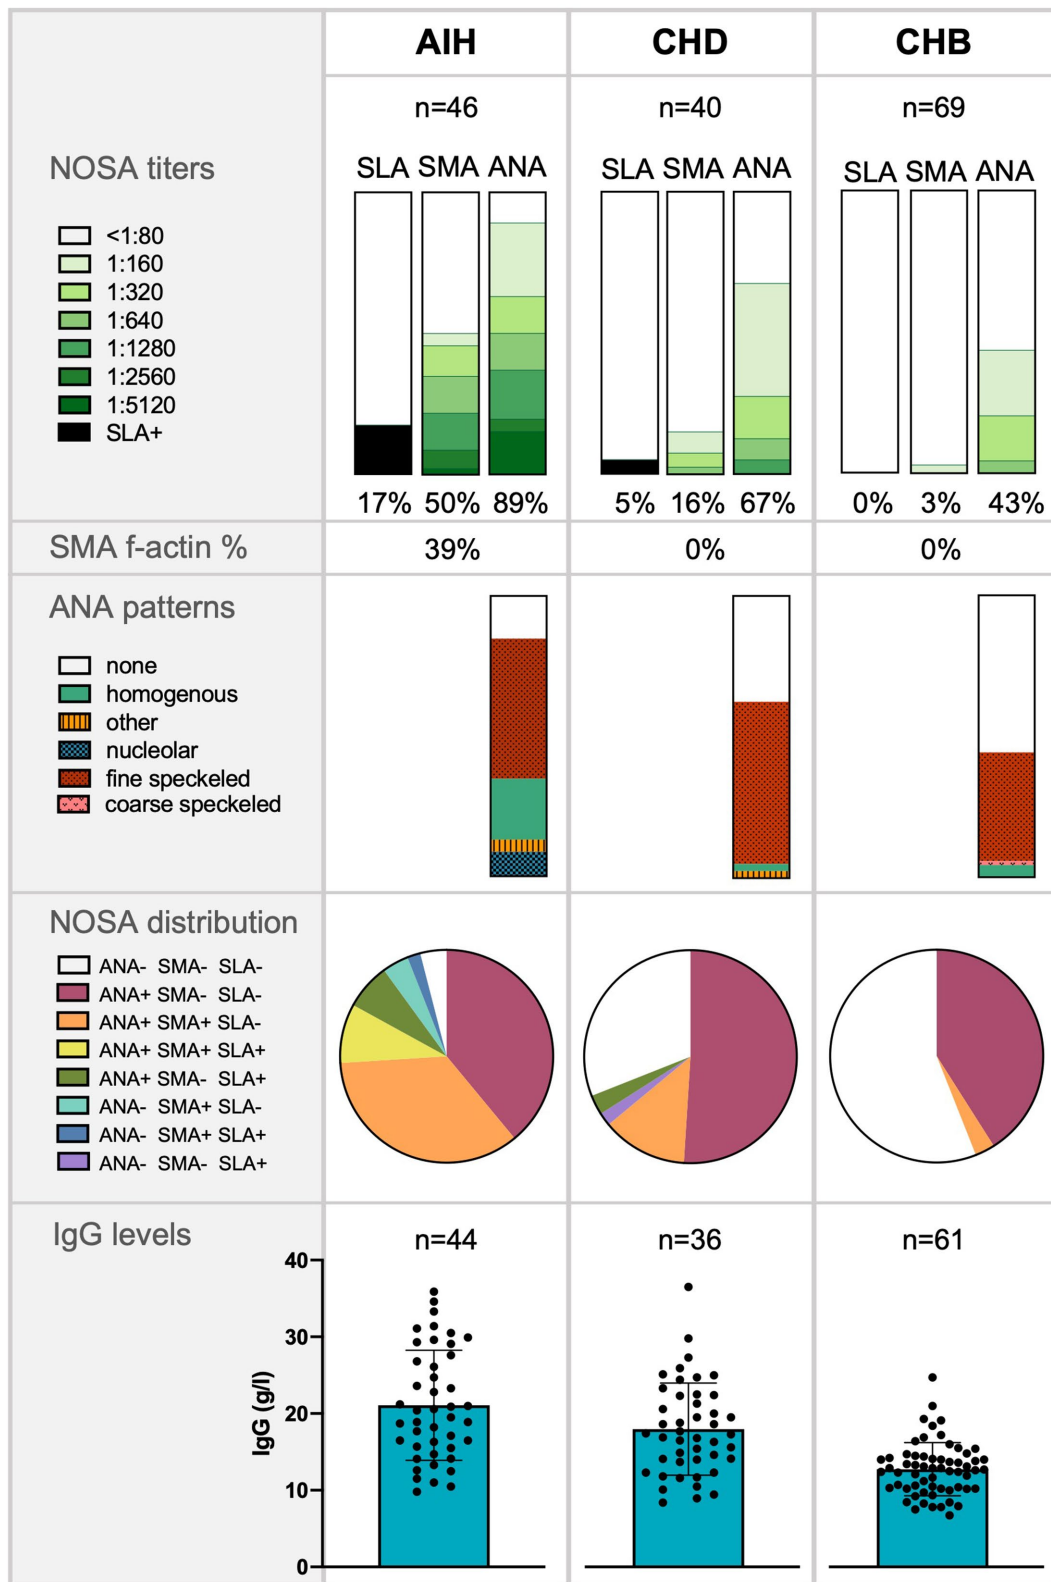 AIH CHD CHB
n=46 n=40 n=69
NOSA titers
SLA SMA ANA SLA SMA ANA SLA SMA ANA
<1:80
1:160
1:320
1:640
1:1280
1:2560
1:5120
SLA+
17% 50% 89% 5% 16% 67% 0% 3% 43%
SMA f-actin % 39% 0% 0%
ANA patterns
none
homogenous
other
nucleolar
fine speckeled
coarse speckeled
NOSA distribution
ANA- SMA- SLA-
ANA+ SMA- SLA-
ANA+ SMA+ SLA-
ANA+ SMA+ SLA+
ANA+ SMA- SLA+
ANA- SMA+ SLA-
ANA- SMA+ SLA+
ANA- SMA- SLA+
IgG levels
n=44 n=36 n=61
IgG (g/l)
40
30
20
10
0